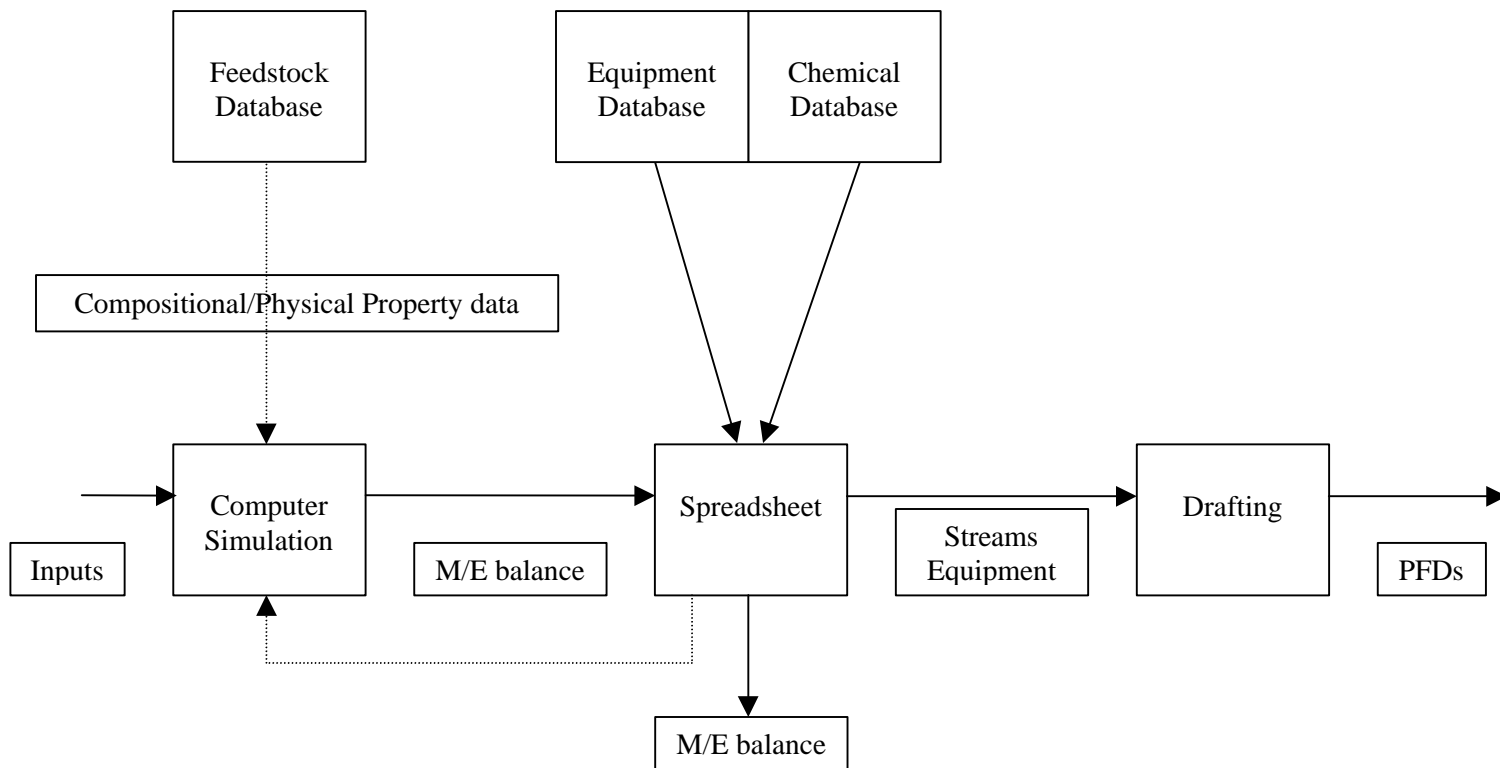 Feedstock
Database
Equipment
Database
Chemical
Database
Compositional/Physical Property data
Computer
Simulation
Spreadsheet
Drafting
Inputs
M/E balance
Streams
Equipment
PFDs
M/E balance